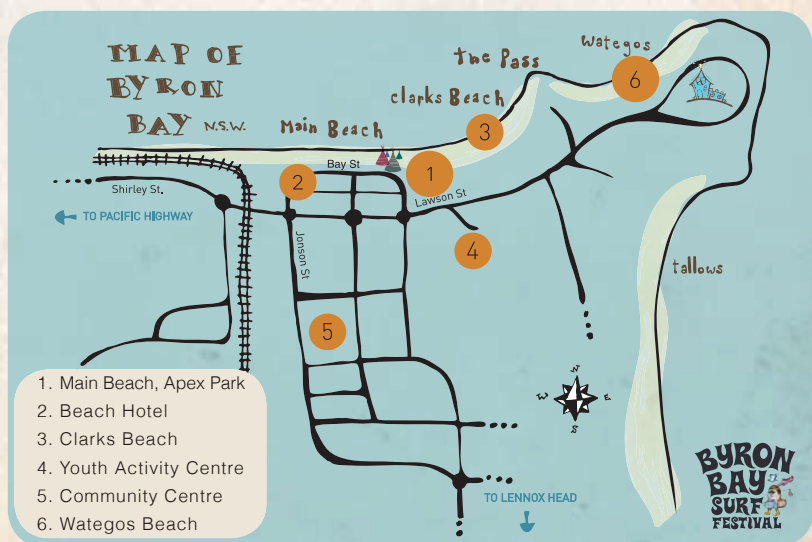 MAP OF
BYRON
BAY N.S.W.
Main Beach
clarks Beach
the Pass
Wategos
6
3
1
2
Bay St
Lawson St
Shirley St.
TO PACIFIC HIGHWAY
Jonson St
4
5
tallows
N
W
E
S
TO LENNOX HEAD
1. Main Beach, Apex Park
2. Beach Hotel
3. Clarks Beach
4. Youth Activity Centre
5. Community Centre
6. Wategos Beach
BYRON
BAY
SURF
FESTIVAL